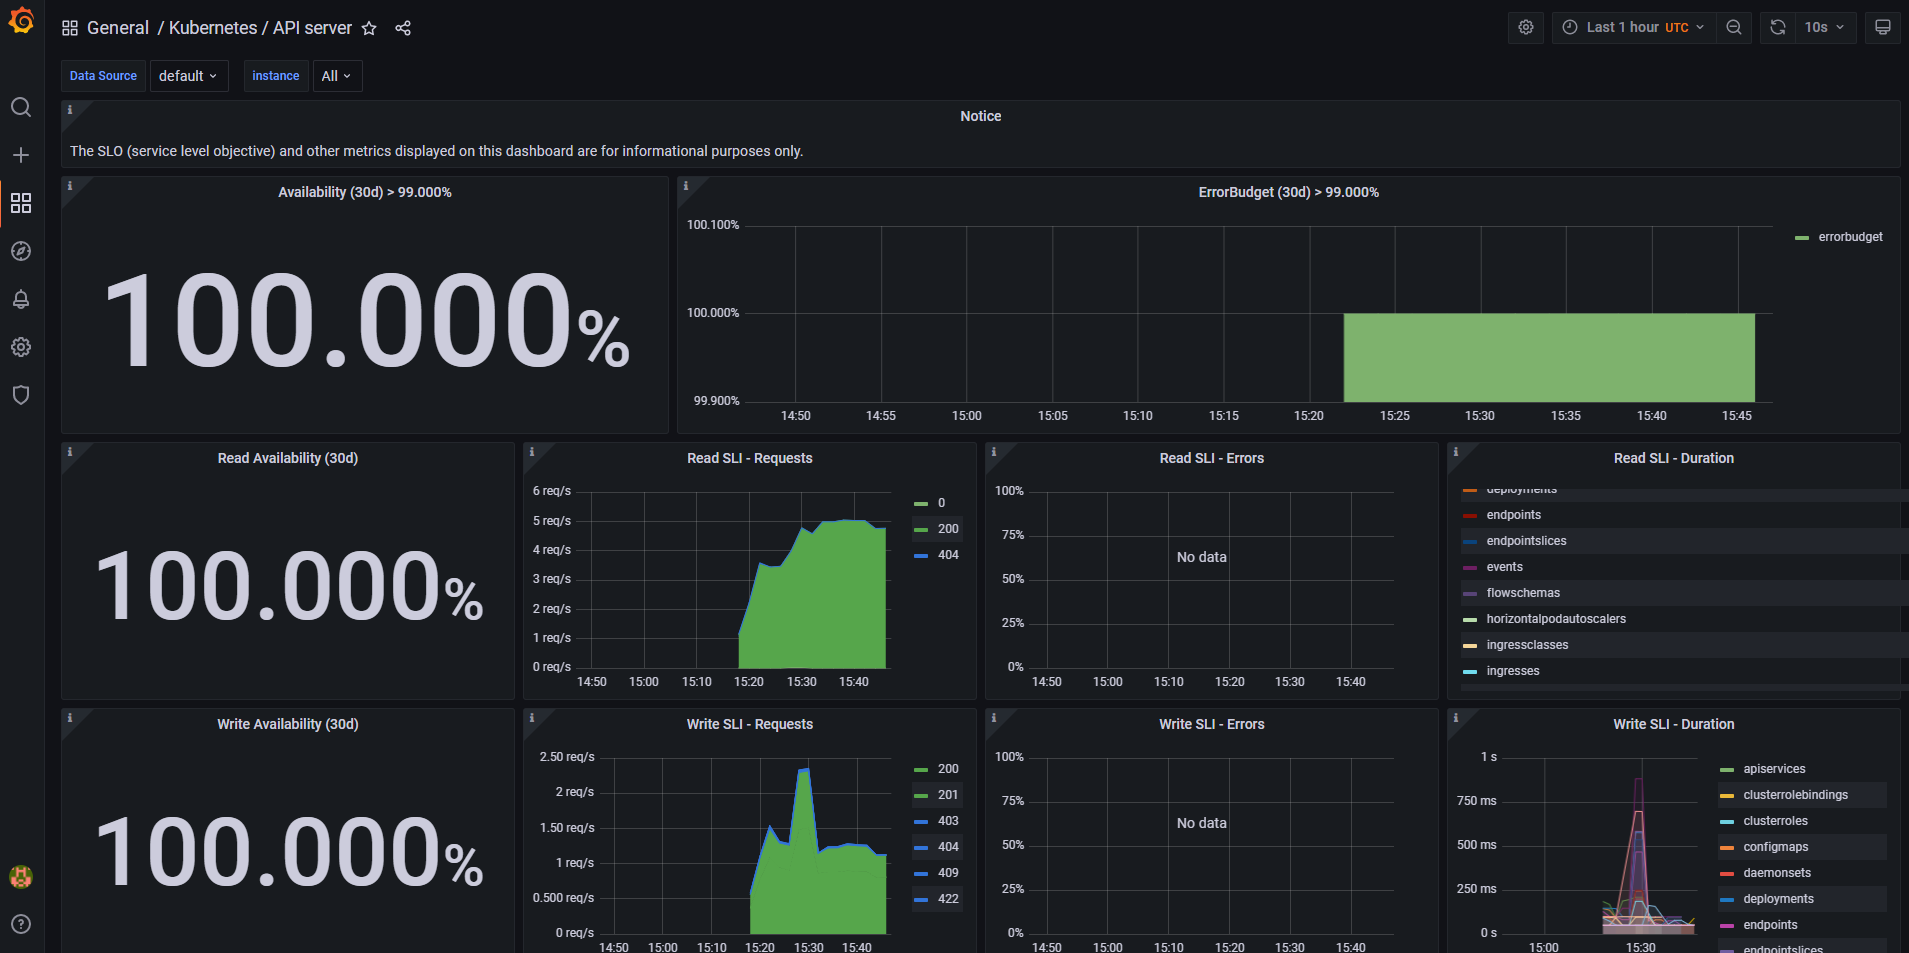 General / Kubernetes / API server
Last 1 hour UTC
10s
Data Source default instance All
Notice
The SLO (service level objective) and other metrics displayed on this dashboard are for informational purposes only.
Availability (30d) > 99.000%
100.000%
ErrorBudget (30d) > 99.000%
100.100%
100.000%
99.900%
14:50 14:55 15:00 15:05 15:10 15:15 15:20 15:25 15:30 15:35 15:40 15:45
errorbudget
Read Availability (30d)
100.000%
Read SLI - Requests
6 req/s
5 req/s
4 req/s
3 req/s
2 req/s
1 req/s
0 req/s
14:50 15:00 15:10 15:20 15:30 15:40
0
200
404
Read SLI - Errors
100%
75%
50%
25%
0%
No data
14:50 15:00 15:10 15:20 15:30 15:40
Read SLI - Duration
deployments
endpoints
endpointslices
events
flowschemas
horizontalpodautoscalers
ingressclasses
ingresses
Write Availability (30d)
100.000%
Write SLI - Requests
2.50 req/s
2 req/s
1.50 req/s
1 req/s
0.500 req/s
0 req/s
14:50 15:00 15:10 15:20 15:30 15:40
200
201
403
404
409
422
Write SLI - Errors
100%
75%
50%
25%
0%
No data
14:50 15:00 15:10 15:20 15:30 15:40
Write SLI - Duration
1 s
750 ms
500 ms
250 ms
0 s
15:00 15:30
apiservices
clusterrolebindings
clusterroles
configmaps
daemonsets
deployments
endpoints
endpointslices